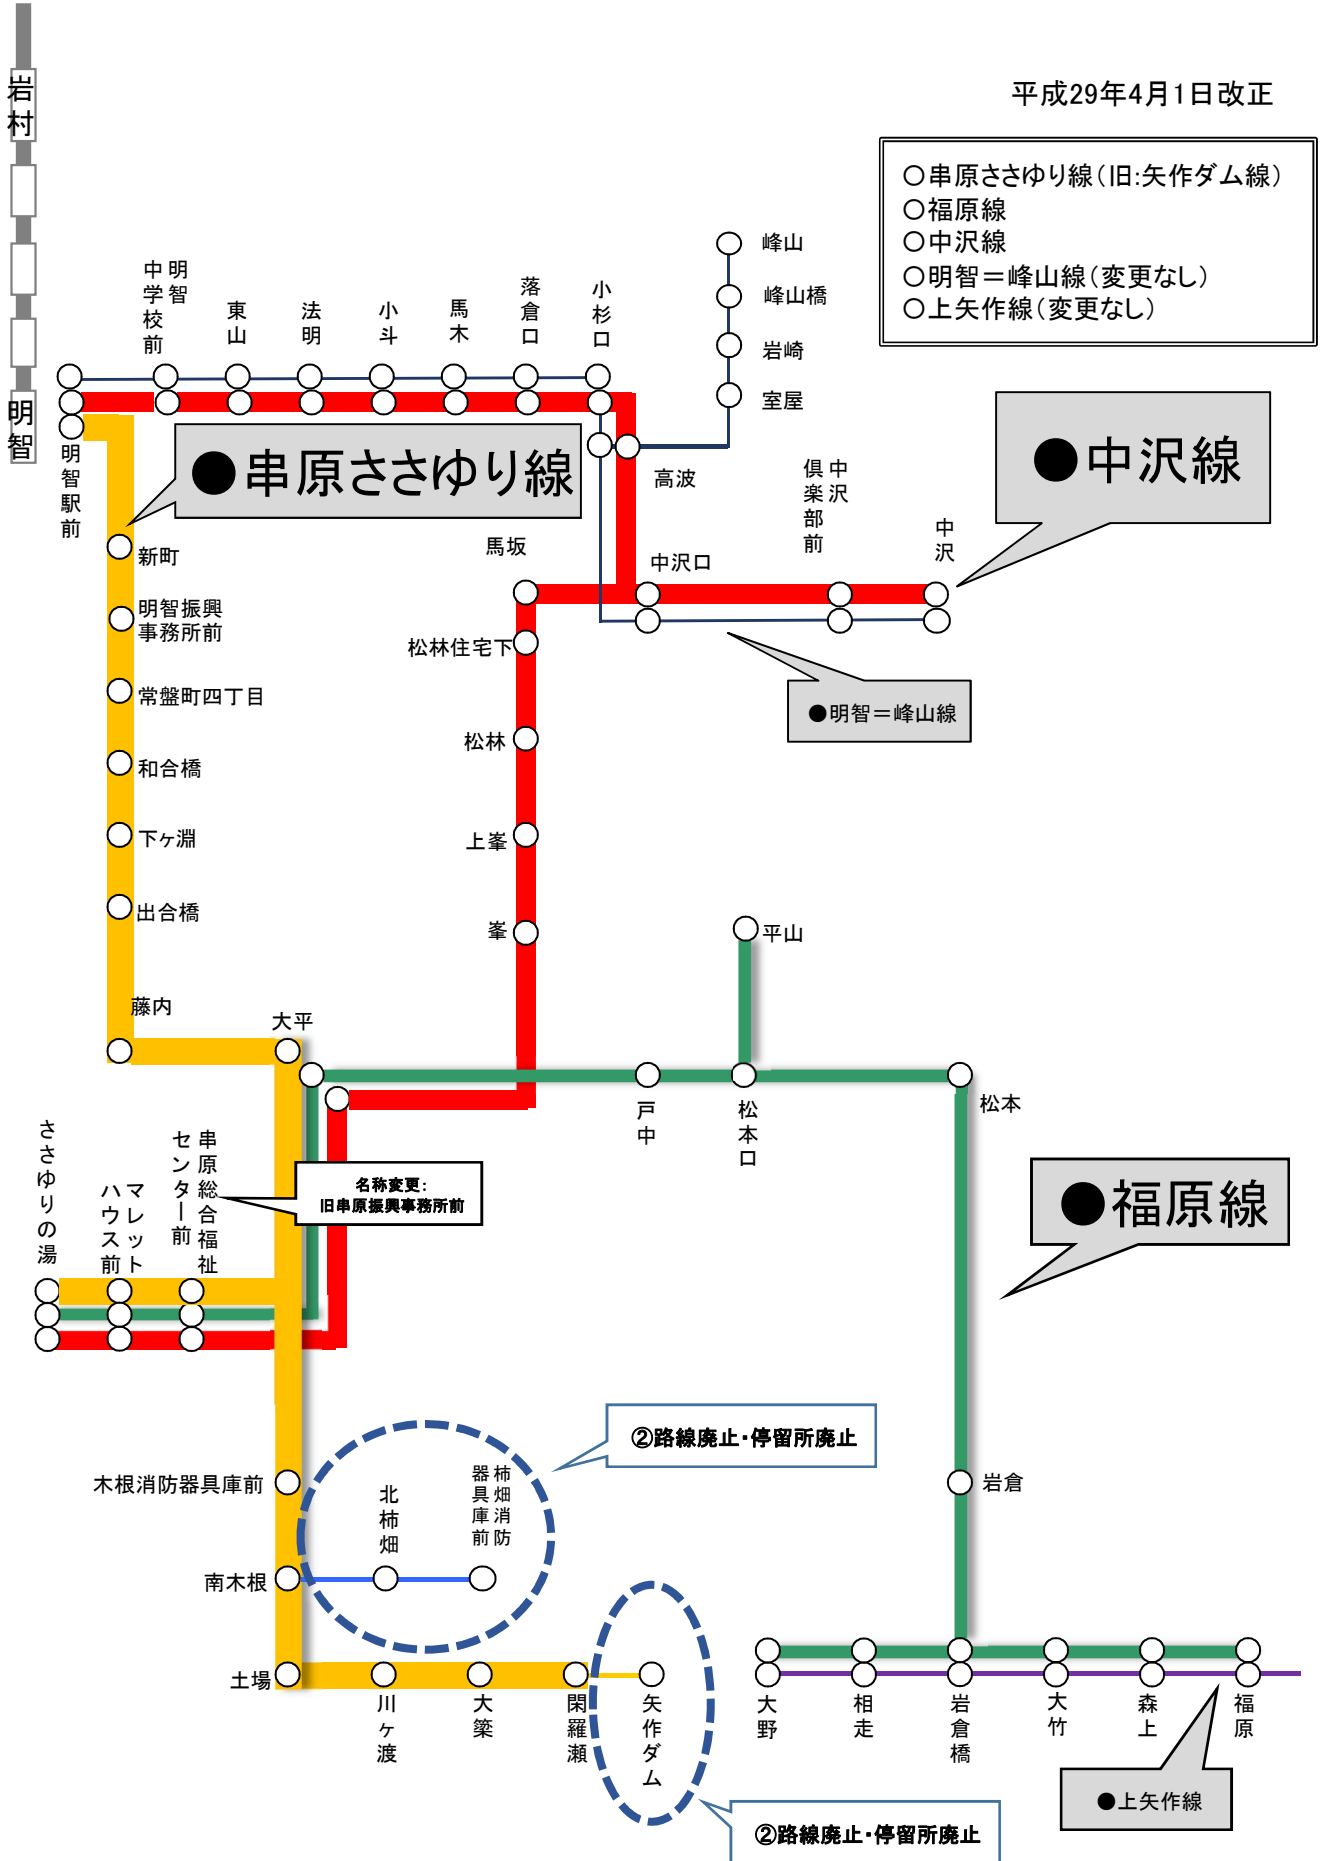 岩村
平成29年4月1日改正
○串原ささゆり線（旧:矢作ダム線）
○福原線
○中沢線
○明智＝峰山線（変更なし）
○上矢作線（変更なし）
峰山
峰山橋
岩崎
室屋
明智
中学校前
東山
法明
小斗
馬木
落倉口
小杉口
明智
明智駅前
●串原ささゆり線
●中沢線
高波
中沢
倶楽部前
中沢
馬坂
中沢口
新町
明智振興
事務所前
松林住宅下
常盤町四丁目
●明智＝峰山線
松林
和合橋
下ヶ淵
上峯
出合橋
峯
平山
藤内
大平
戸中
松本口
松本
ささゆりの湯
マレット
ハウス前
串原総合福祉
センター前
名称変更：
旧串原振興事務所前
●福原線
②路線廃止・停留所廃止
木根消防器具庫前
北柿畑
柿畑消防
器具庫前
岩倉
南木根
土場
川ヶ渡
大簗
閑羅瀬
矢作ダム
大野
相走
岩倉橋
大竹
森上
福原
●上矢作線
②路線廃止・停留所廃止